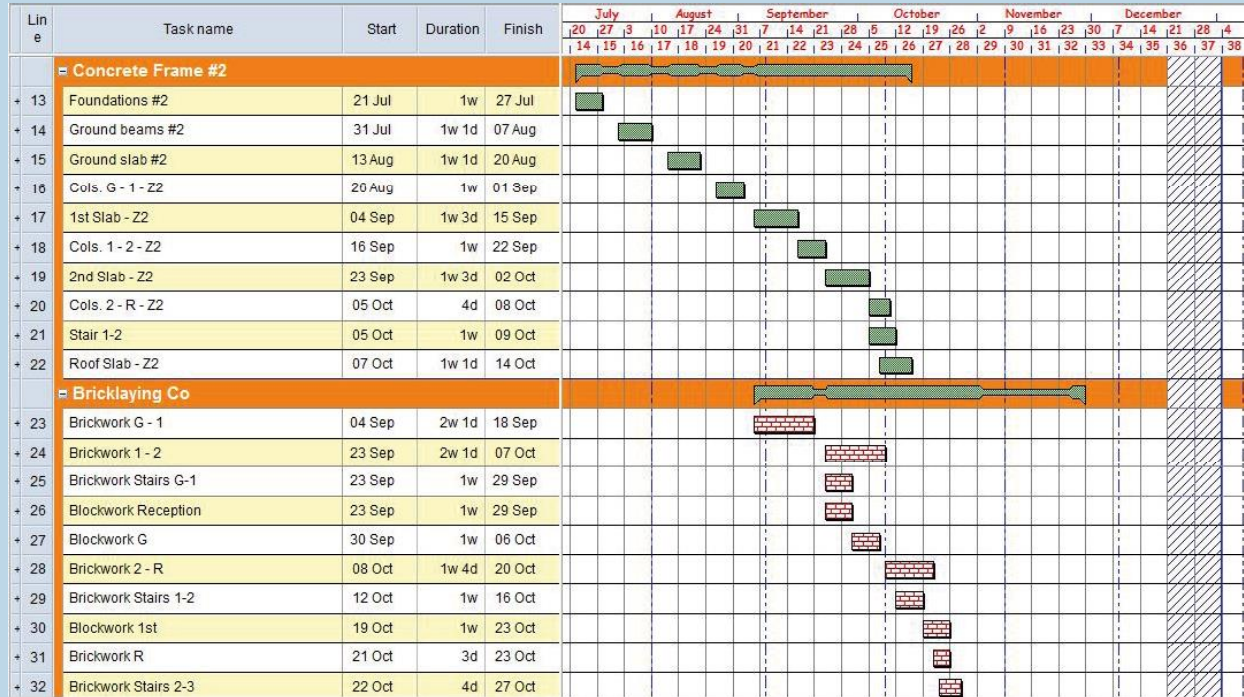 Line Task name Start Duration Finish
July August September October November December
20 27 3 10 17 24 31 7 14 21 28 5 12 19 26 2 9 16 23 30 7 14 21 28 4
14 15 16 17 18 19 20 21 22 23 24 25 26 27 28 29 30 31 32 33 34 35 36 37 38
Concrete Frame #2
13 Foundations #2 21 Jul 1w 27 Jul
14 Ground beams #2 31 Jul 1w 1d 07 Aug
15 Ground slab #2 13 Aug 1w 1d 20 Aug
16 Cols. G - 1 - Z2 26 Aug 1w 01 Sep
17 1st Slab - Z2 04 Sep 1w 3d 15 Sep
18 Cols. 1 - 2 - Z2 16 Sep 1w 22 Sep
19 2nd Slab - Z2 23 Sep 1w 3d 02 Oct
20 Cols. 2 - R - Z2 05 Oct 4d 08 Oct
21 Stair 1-2 05 Oct 1w 09 Oct
22 Roof Slab - Z2 07 Oct 1w 1d 14 Oct
Bricklaying Co
23 Brickwork G - 1 04 Sep 2w 1d 18 Sep
24 Brickwork 1 - 2 23 Sep 2w 1d 07 Oct
25 Brickwork Stairs G-1 23 Sep 1w 29 Sep
26 Blockwork Reception 23 Sep 1w 29 Sep
27 Blockwork G 30 Sep 1w 06 Oct
28 Brickwork 2 - R 08 Oct 1w 4d 20 Oct
29 Brickwork Stairs 1-2 12 Oct 1w 16 Oct
30 Blockwork 1st 19 Oct 1w 23 Oct
31 Brickwork R 21 Oct 3d 23 Oct
32 Brickwork Stairs 2-3 22 Oct 4d 27 Oct